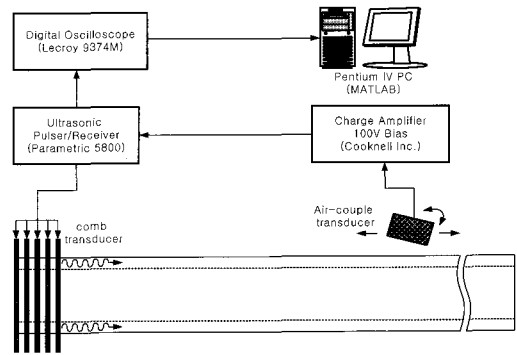 Digital Oscilloscope
(Lecroy 9374M)
Pentium IV PC
(MATLAB)
Ultrasonic
Pulser/Receiver
(Parametric 5800)
Charge Amplifier
100V Bias
(Cookneli Inc.)
Air-couple
transducer
comb
transducer